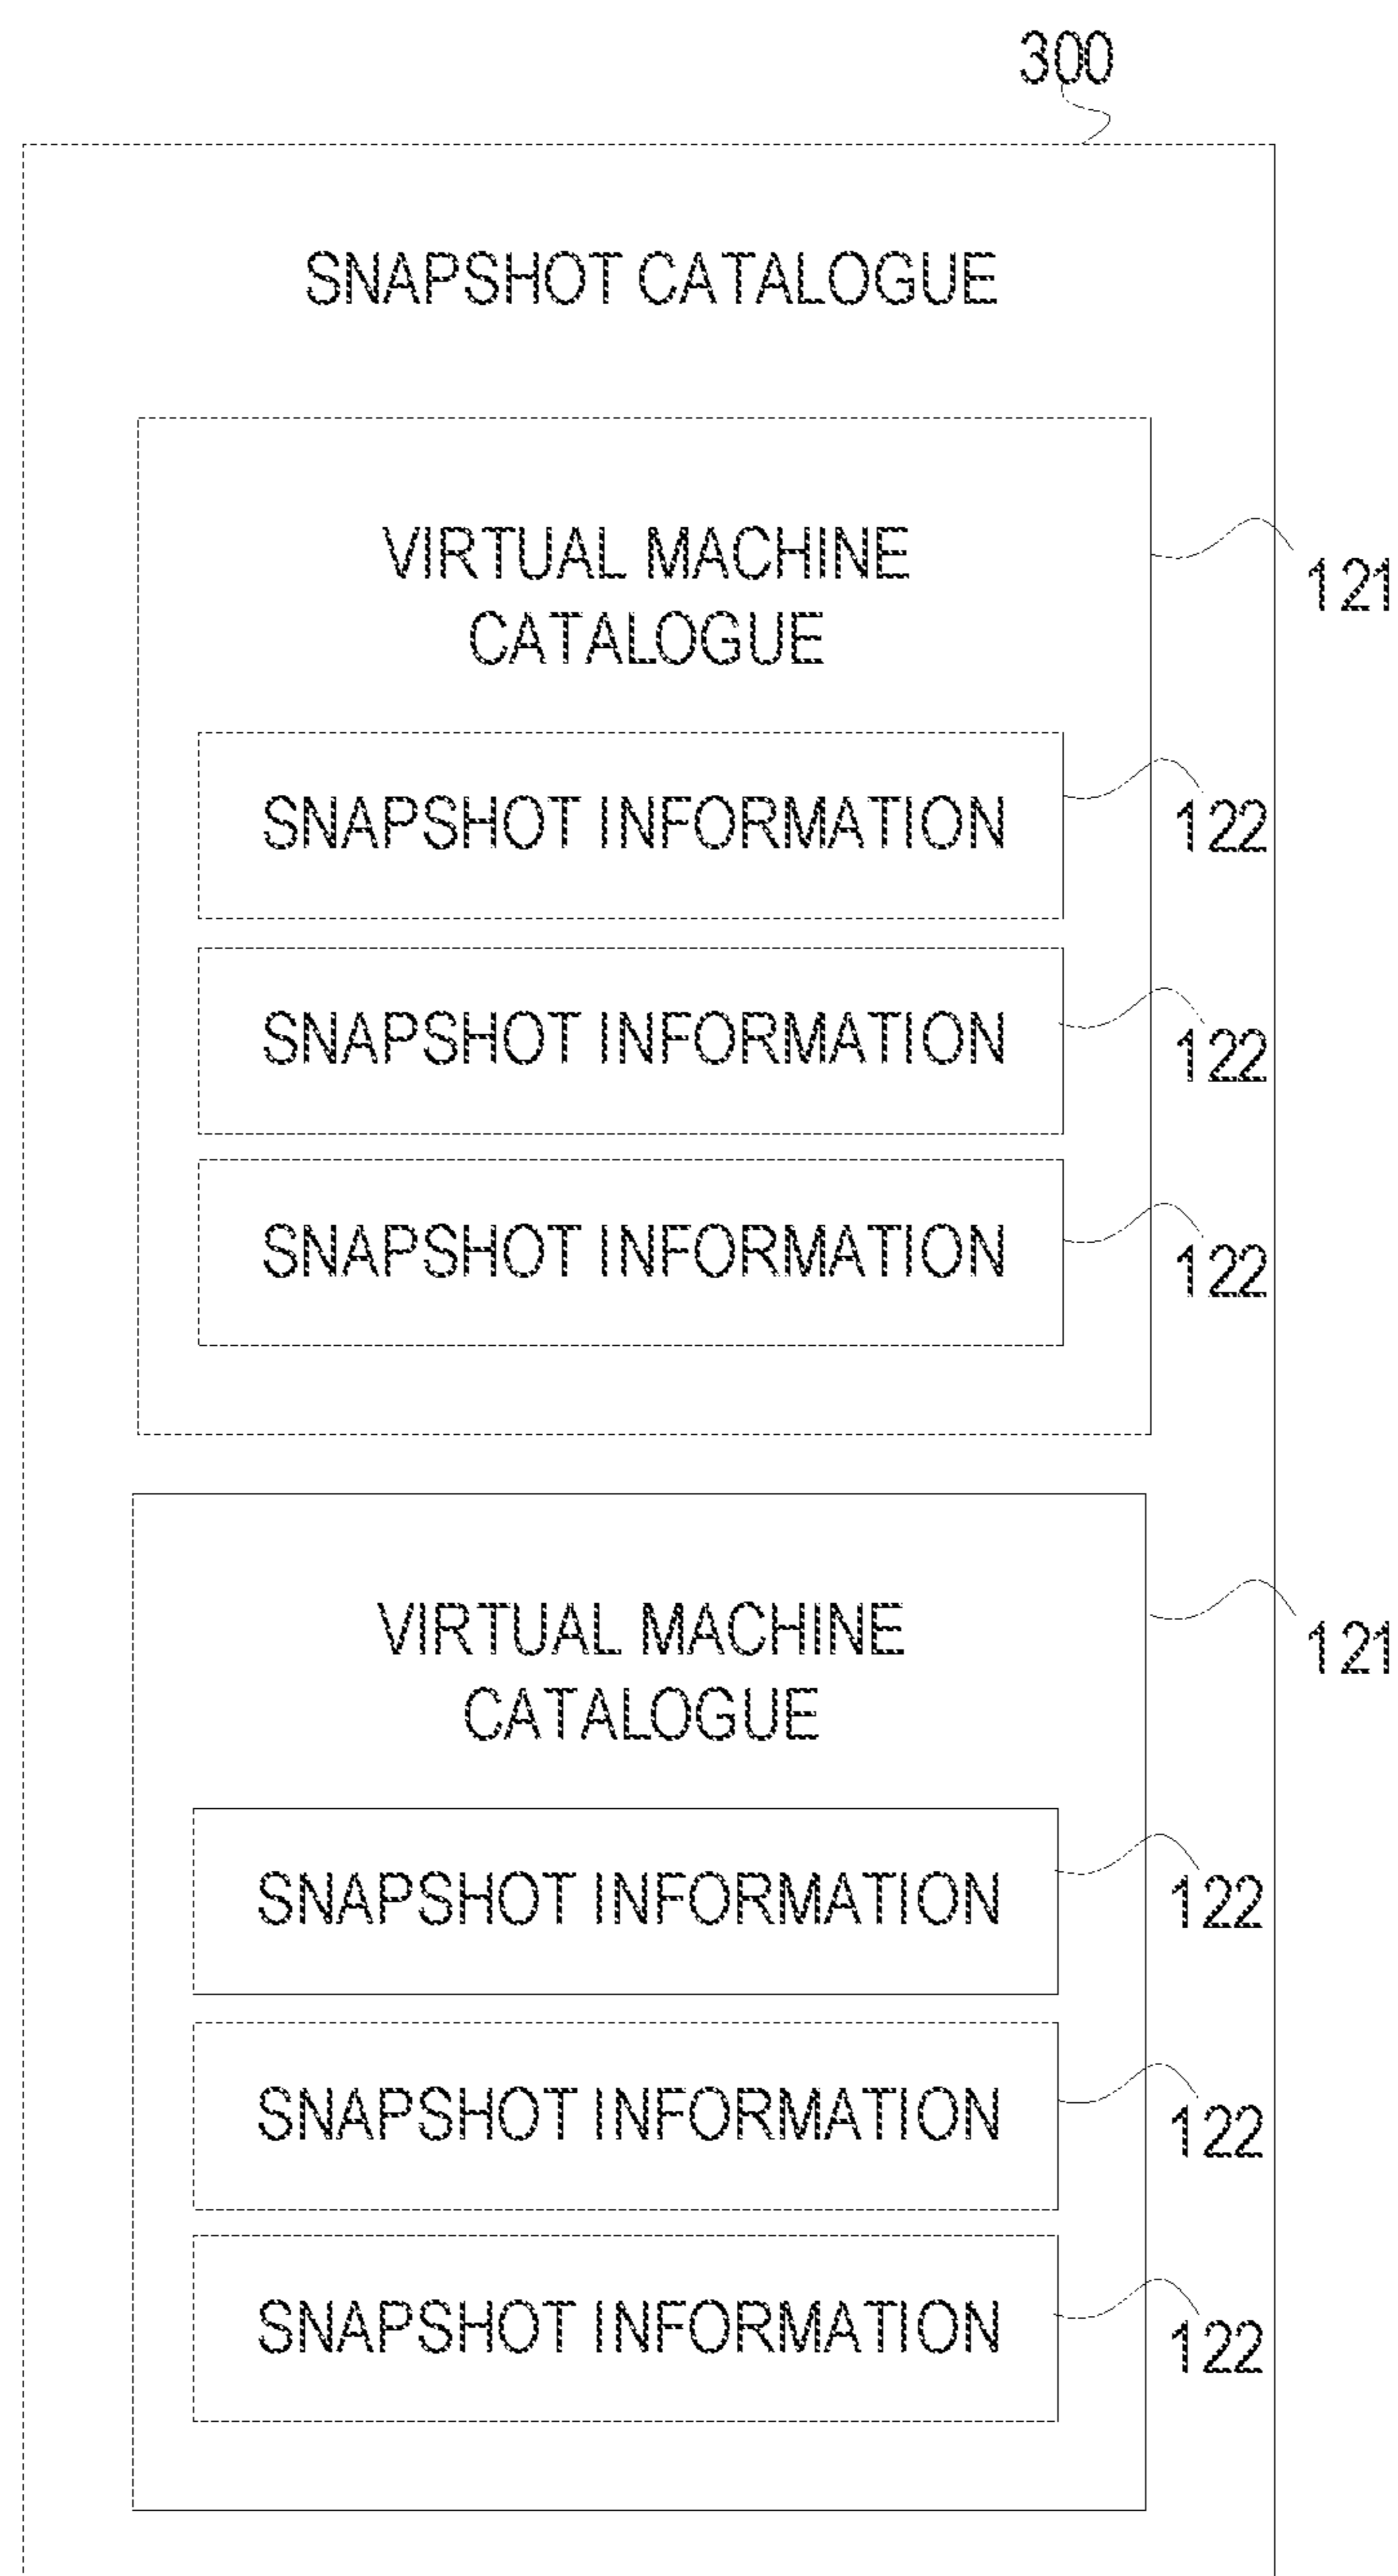 300
SNAPSHOT CATALOGUE
VIRTUAL MACHINE
CATALOGUE
121
SNAPSHOT INFORMATION
122
SNAPSHOT INFORMATION
122
SNAPSHOT INFORMATION
122
VIRTUAL MACHINE
CATALOGUE
121
SNAPSHOT INFORMATION
122
SNAPSHOT INFORMATION
122
SNAPSHOT INFORMATION
122